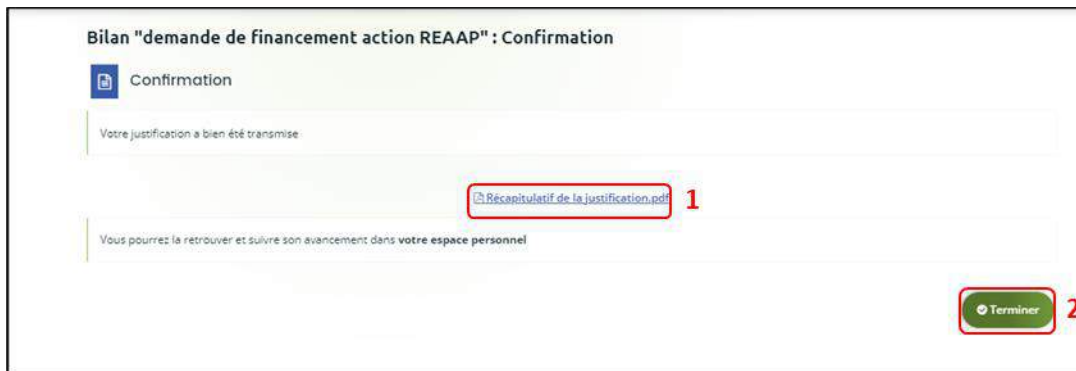 Bilan "demande de financement action REAAP" : Confirmation
Confirmation
Votre justification a bien été transmise
Récapitulatif de la justification.pdf 1
Vous pourrez la retrouver et suivre son avancement dans votre espace personnel
Terminer 2